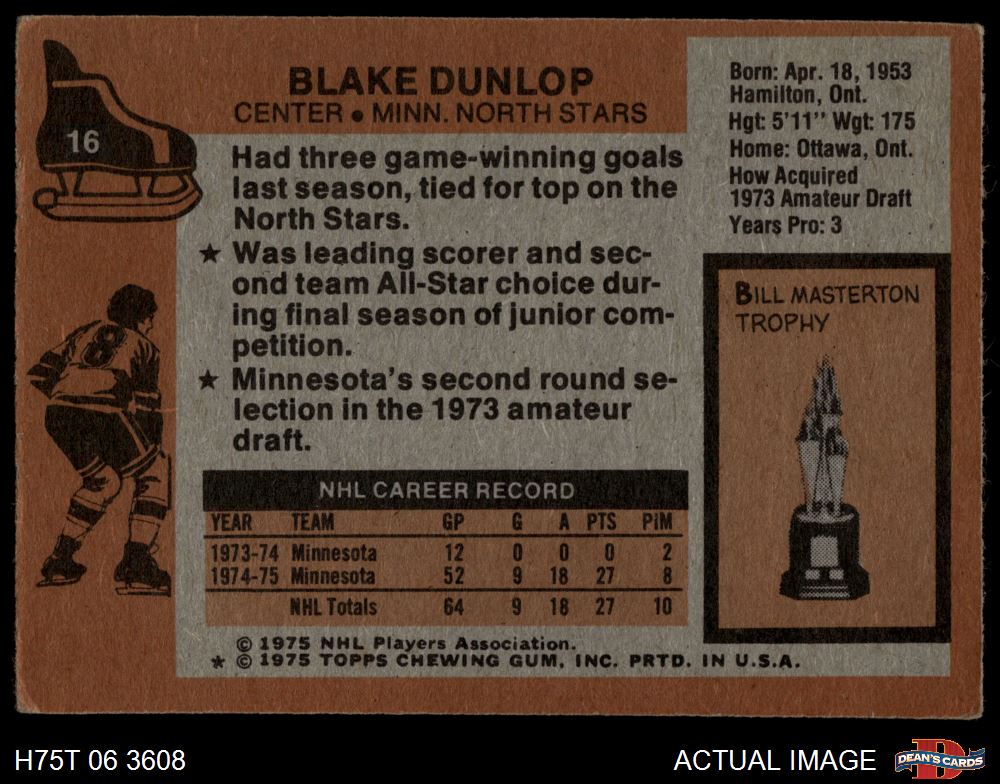 16
BLAKE DUNLOP
CENTER • MINN. NORTH STARS
Had three game-winning goals
last season, tied for top on the
North Stars.
★ Was leading scorer and sec-
ond team All-Star choice dur-
ing final season of junior com-
petition.
★ Minnesota's second round se-
lection in the 1973 amateur
draft.
Born: Apr. 18, 1953
Hamilton, Ont.
Hgt: 5'11'' Wgt: 175
Home: Ottawa, Ont.
How Acquired
1973 Amateur Draft
Years Pro: 3
8
BILL MASTERTON
TROPHY
NHL CAREER RECORD
YEAR TEAM GP G A PTS PiM
1973-74 Minnesota 12 0 0 0 2
1974-75 Minnesota 52 9 18 27 8
NHL Totals 64 9 18 27 10
© 1975 NHL Players Association.
* © 1975 TOPPS CHEWING GUM, INC. PRTD. IN U.S.A.
H75T 06 3608
ACTUAL IMAGE
D
DEAN'S CARDS